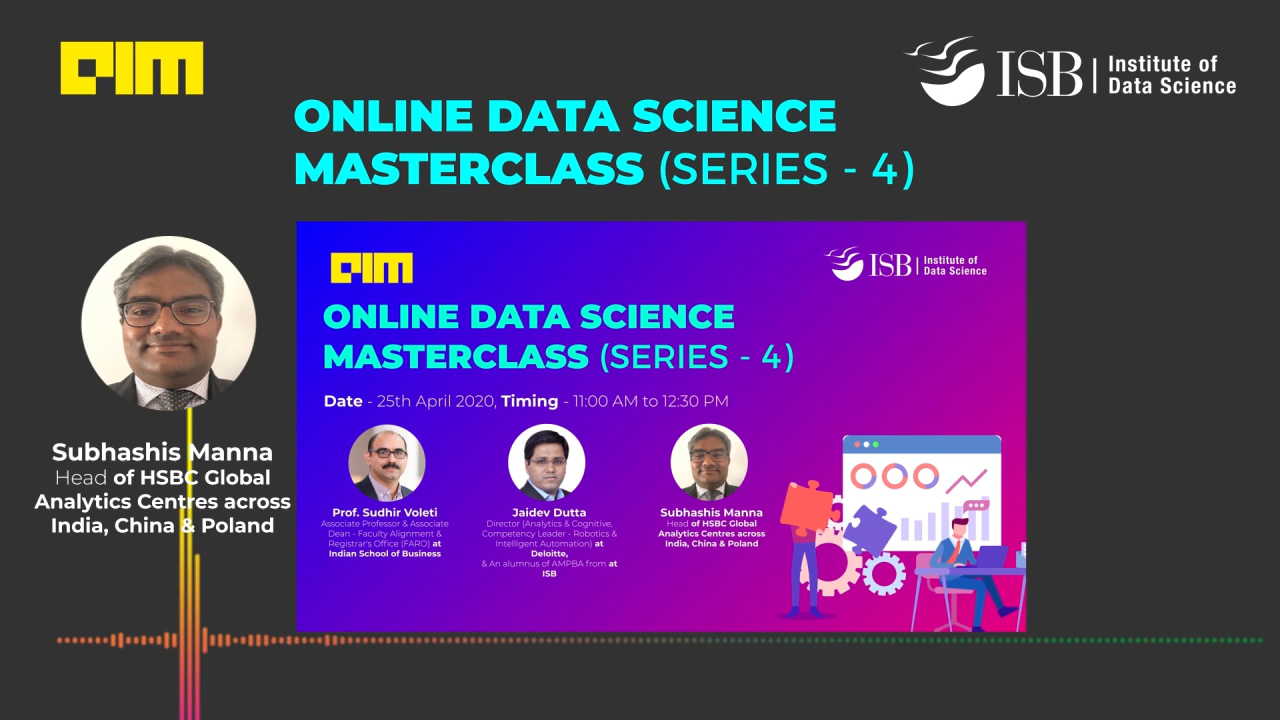 AIM
ISB | Institute of
Data Science
ONLINE DATA SCIENCE
MASTERCLASS (SERIES - 4)
Subhashis Manna
Head of HSBC Global
Analytics Centres across
India, China & Poland
AIM
ISB | Institute of
Data Science
ONLINE DATA SCIENCE
MASTERCLASS (SERIES - 4)
Date - 25th April 2020, Timing - 11:00 AM to 12:30 PM
Prof. Sudhir Voleti
Associate Professor & Associate
Dean - Faculty Alignment &
Registrar's Office (FARO) at
Indian School of Business
Jaidev Dutta
Director (Analytics & Cognitive,
Competency Leader - Robotics &
Intelligent Automation) at
Deloitte,
& An alumnus of AMPBA from at
ISB
Subhashis Manna
Head of HSBC Global
Analytics Centres across
India, China & Poland